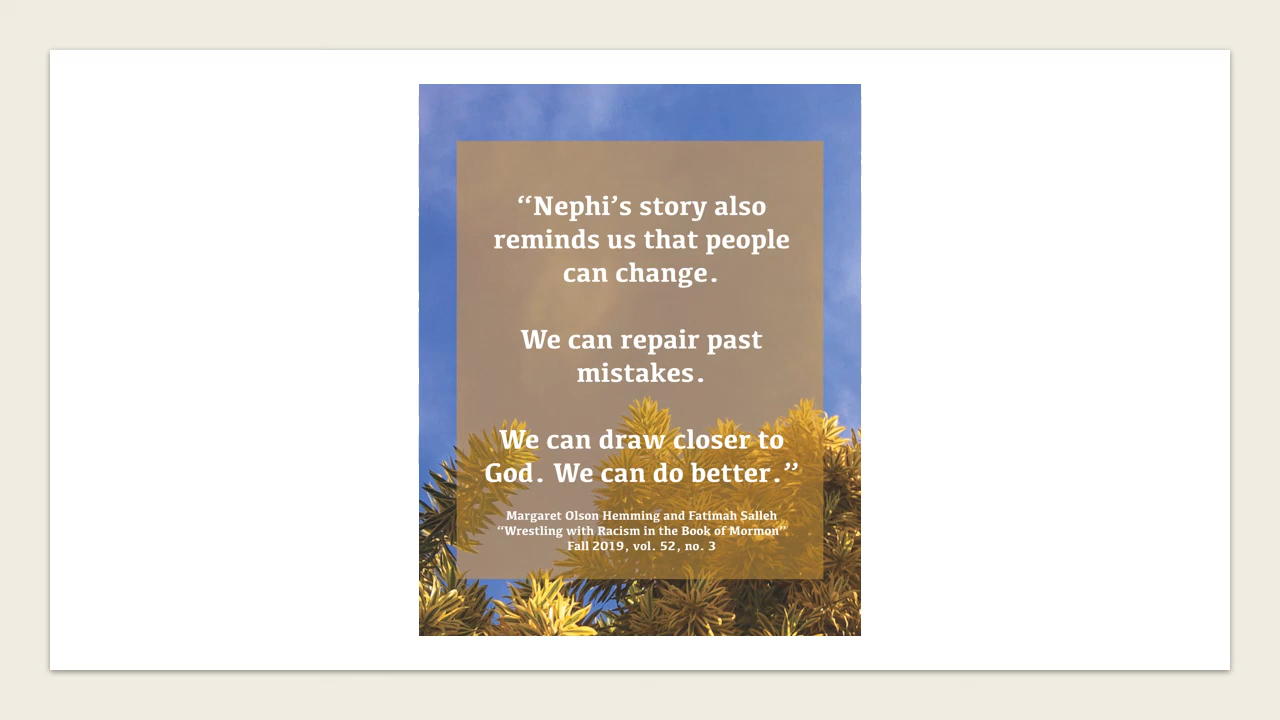 “Nephi’s story also
reminds us that people
can change.
We can repair past
mistakes.
We can draw closer to
God. We can do better.”
Margaret Olson Hemming and Fatimah Salleh
“Wrestling with Racism in the Book of Mormon”
Fall 2019, vol. 52, no. 3